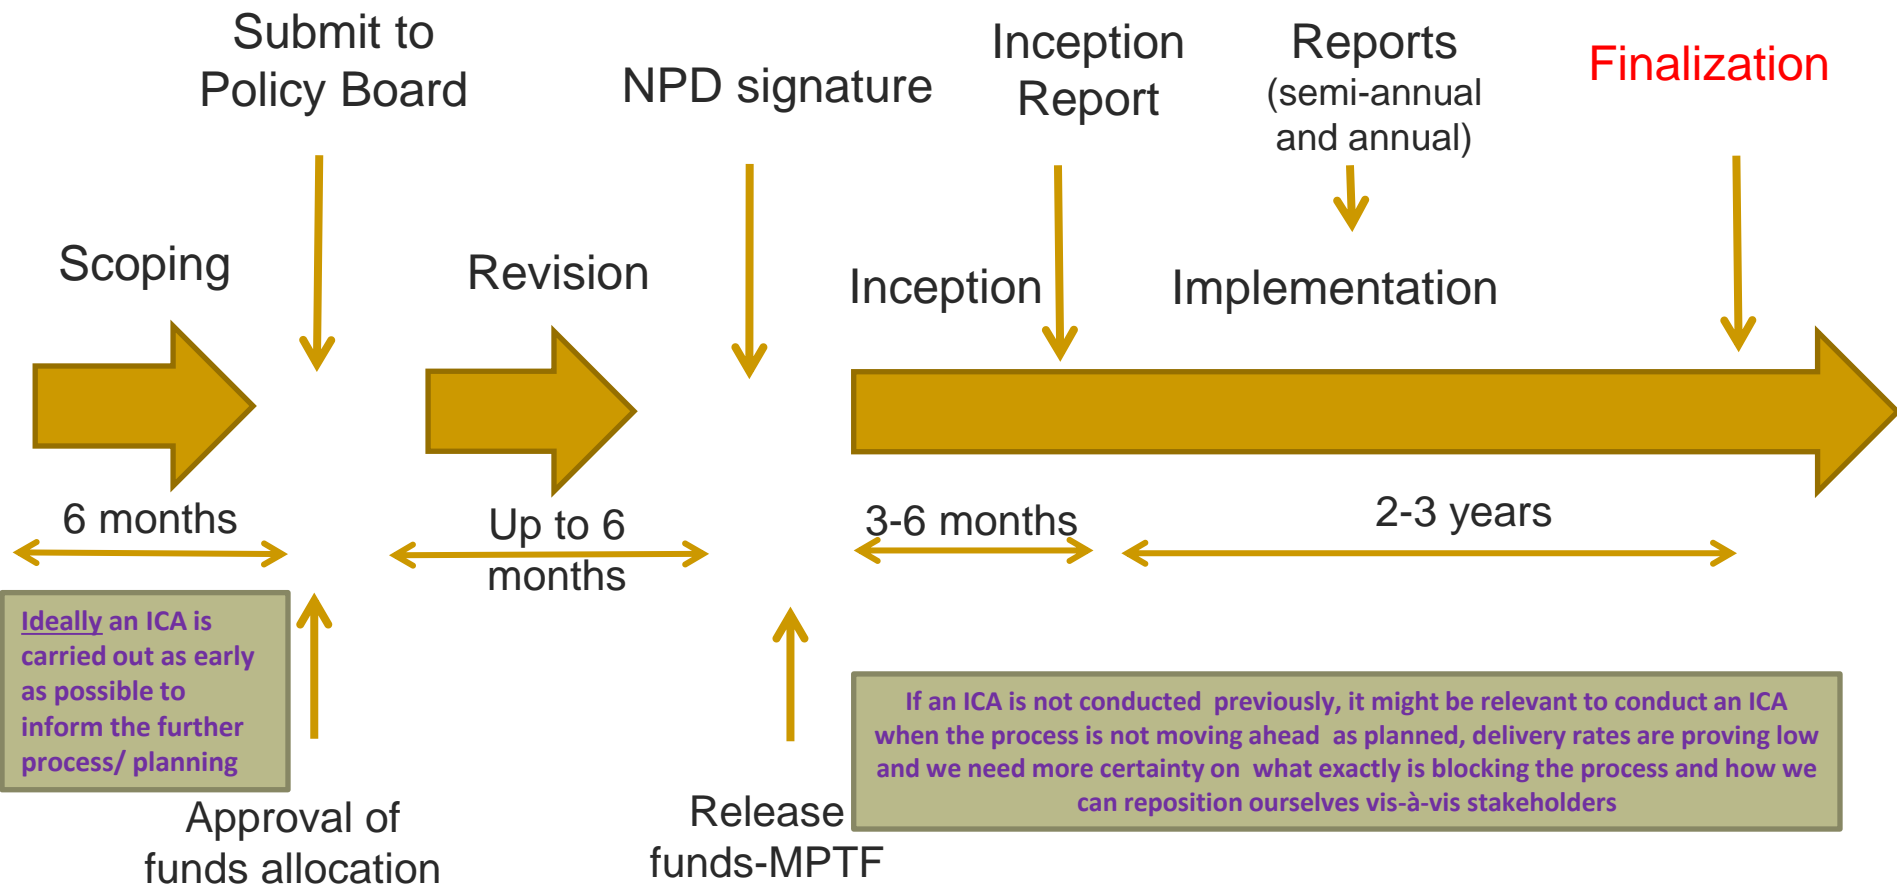 Submit to
Policy Board
NPD signature
Inception
Report
Reports
(semi-annual
and annual)
Finalization
Scoping
Revision
Inception
Implementation
6 months
Up to 6
months
3-6 months
2-3 years
Ideally an ICA is
carried out as early
as possible to
inform the further
process/ planning
If an ICA is not conducted previously, it might be relevant to conduct an ICA
when the process is not moving ahead as planned, delivery rates are proving low
and we need more certainty on what exactly is blocking the process and how we
can reposition ourselves vis-à-vis stakeholders
Approval of
funds allocation
Release
funds-MPTF